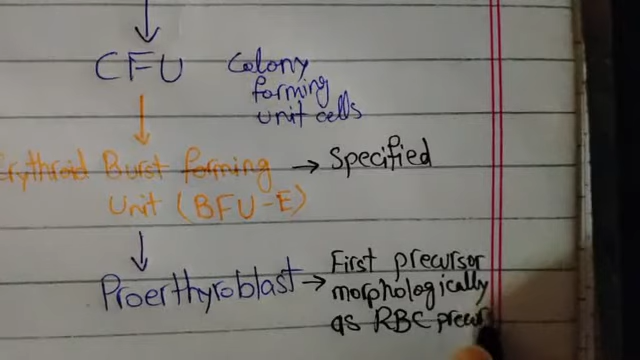 CFU Colony
forming
unit cells
Erythroid Burst forming → Specified
Unit (BFU-E)
Proerthyroblast → First precursor
morphologically
as RBC